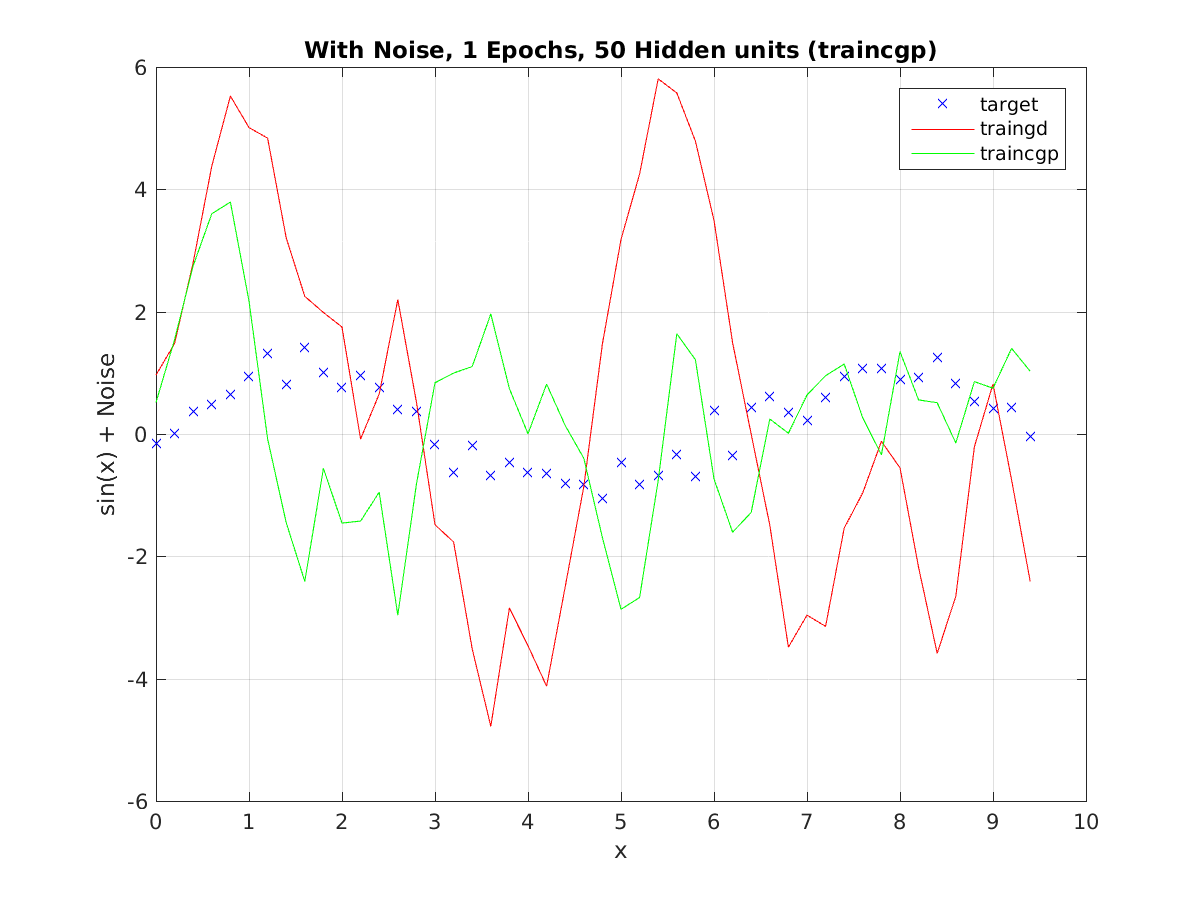 With Noise, 1 Epochs, 50 Hidden units (traincgp)
target
traingd
traincgp
6
4
2
0
-2
-4
-6
sin(x) + Noise
0 1 2 3 4 5 6 7 8 9 10
x